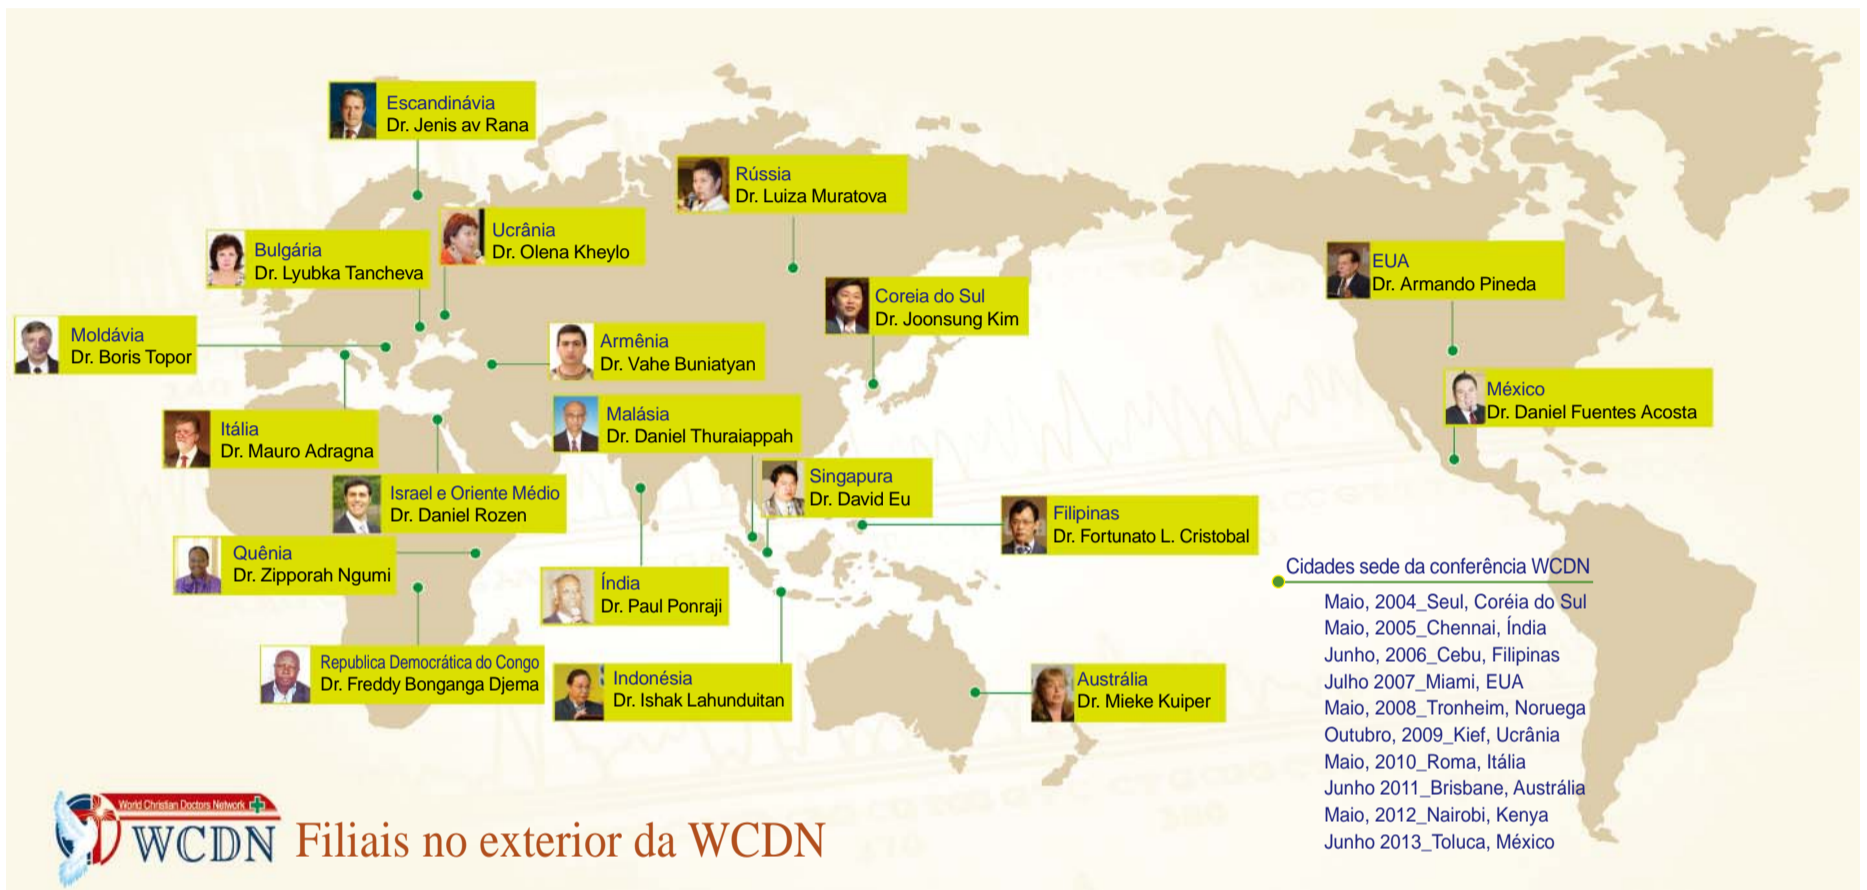 Escandinávia
Dr. Jenis av Rana
Rússia
Dr. Luiza Muratova
Ucrânia
Dr. Olena Kheylo
Bulgária
Dr. Lyubka Tancheva
EUA
Dr. Armando Pineda
Coreia do Sul
Dr. Joonsung Kim
Moldávia
Dr. Boris Topor
Armênia
Dr. Vahe Buniatyan
México
Dr. Daniel Fuentes Acosta
Malásia
Dr. Daniel Thuraiappah
Itália
Dr. Mauro Adragna
Singapura
Dr. David Eu
Israel e Oriente Médio
Dr. Daniel Rozen
Filipinas
Dr. Fortunato L. Cristobal
Quênia
Dr. Zipporah Ngumi
Índia
Dr. Paul Ponraji
Republica Democrática do Congo
Dr. Freddy Bonganga Djema
Indonésia
Dr. Ishak Lahunduitan
Austrália
Dr. Mieke Kuiper
Cidades sede da conferência WCDN
Maio, 2004_Seul, Coréia do Sul
Maio, 2005_Chennai, Índia
Junho, 2006_Cebu, Filipinas
Julho 2007_Miami, EUA
Maio, 2008_Tronheim, Noruega
Outubro, 2009_Kief, Ucrânia
Maio, 2010_Roma, Itália
Junho 2011_Brisbane, Austrália
Maio, 2012_Nairobi, Kenya
Junho 2013_Toluca, México
World Christian Doctors Network
WCDN
Filiais no exterior da WCDN